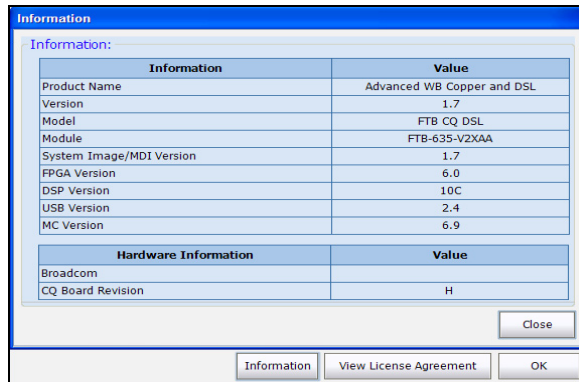 Information
Information:
Information Value
Product Name Advanced WB Copper and DSL
Version 1.7
Model FTB CQ DSL
Module FTB-635-V2XAA
System Image/MDI Version 1.7
FPGA Version 6.0
DSP Version 10C
USB Version 2.4
MC Version 6.9
Hardware Information Value
Broadcom
CQ Board Revision H
Close
Information View License Agreement OK